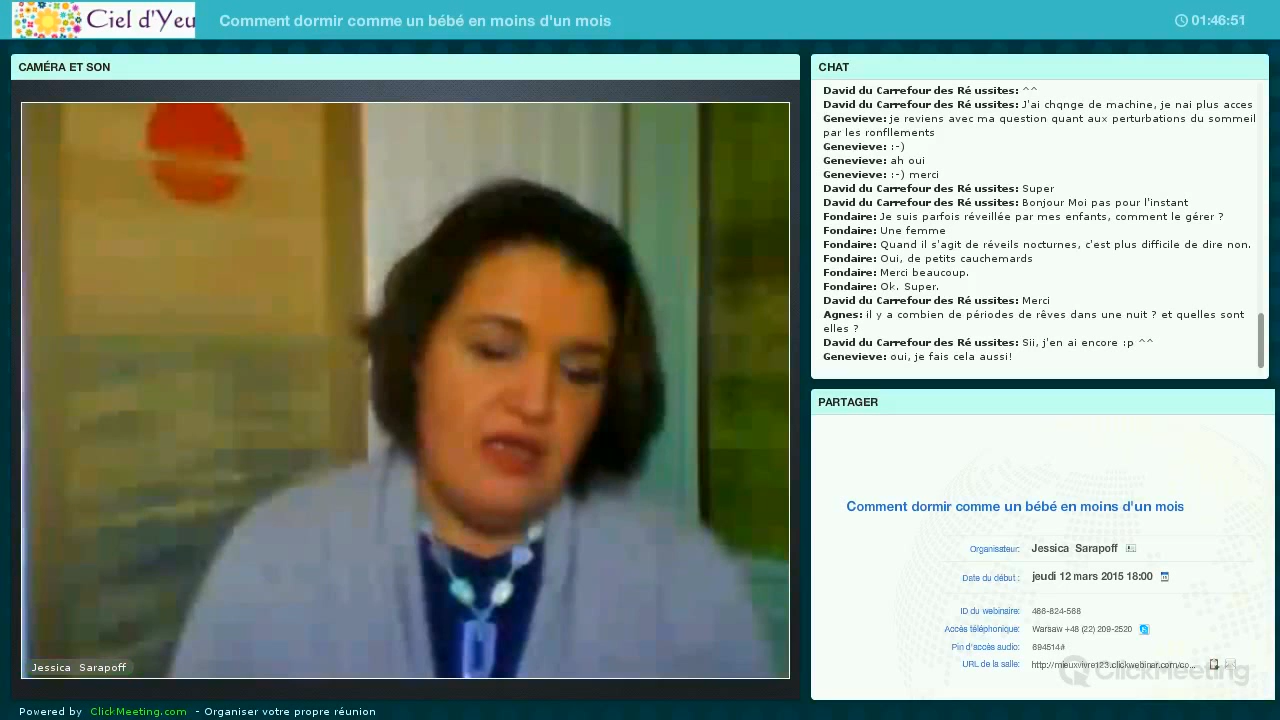 Ciel d'Yeu
Comment dormir comme un bébé en moins d'un mois
01:46:51
CAMÉRA ET SON
Jessica Sarapoff
CHAT
David du Carrefour des Ré ussites: ^^
David du Carrefour des Ré ussites: J'ai chqnge de machine, je nai plus acces
Genevieve: je reviens avec ma question quant aux perturbations du sommeil
par les ronfllements
Genevieve: :-)
Genevieve: ah oui
Genevieve: :-) merci
David du Carrefour des Ré ussites: Super
David du Carrefour des Ré ussites: Bonjour Moi pas pour l'instant
Fondaire: Je suis parfois réveillée par mes enfants, comment le gérer ?
Fondaire: Une femme
Fondaire: Quand il s'agit de réveils nocturnes, c'est plus difficile de dire non.
Fondaire: Oui, de petits cauchemards
Fondaire: Merci beaucoup.
Fondaire: Ok. Super.
David du Carrefour des Ré ussites: Merci
Agnes: il y a combien de périodes de rêves dans une nuit ? et quelles sont
elles ?
David du Carrefour des Ré ussites: Sii, j'en ai encore :p ^^
Genevieve: oui, je fais cela aussi!
PARTAGER
Comment dormir comme un bébé en moins d'un mois
Organisateur: Jessica Sarapoff
Date du début : jeudi 12 mars 2015 18:00
ID du webinaire: 486-824-568
Accès téléphonique: Warsaw +48 (22) 209-2520
Pin d'accès audio: 894514#
URL de la salle: http://mieuxvivre123.clickwebinar.com/co...
ClickMeeting
Powered by ClickMeeting.com - Organiser votre propre réunion